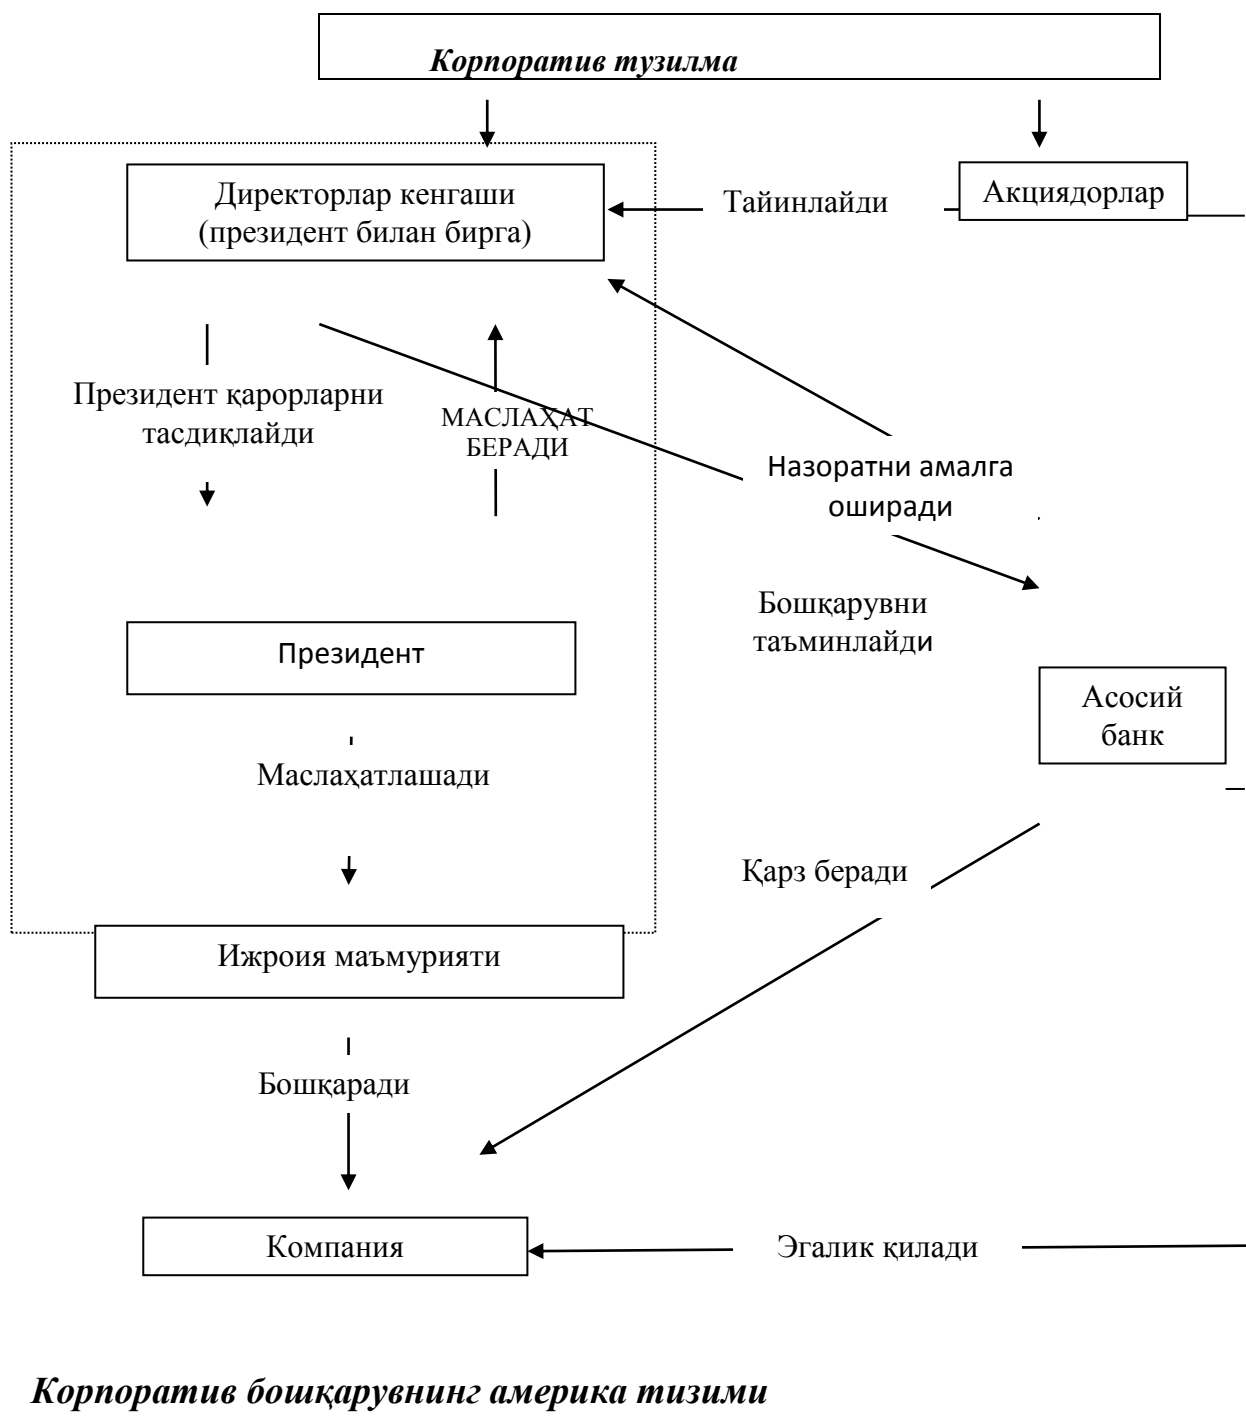 Корпоратив тузилма
Директорлар кенгаши
(президент билан бирга)
Тайинлайди
Акциядорлар
Президент қарорларни
тасдиқлайди
МАСЛАҲАТ
БЕРАДИ
Назоратни амалга
оширади
Бошқарувни
таъминлайди
Президент
Асосий
банк
Маслаҳатлашади
Қарз беради
Ижроия маъмурияти
Бошқаради
Компания
Эгалик қилади
Корпоратив бошқарувнинг америка тизими